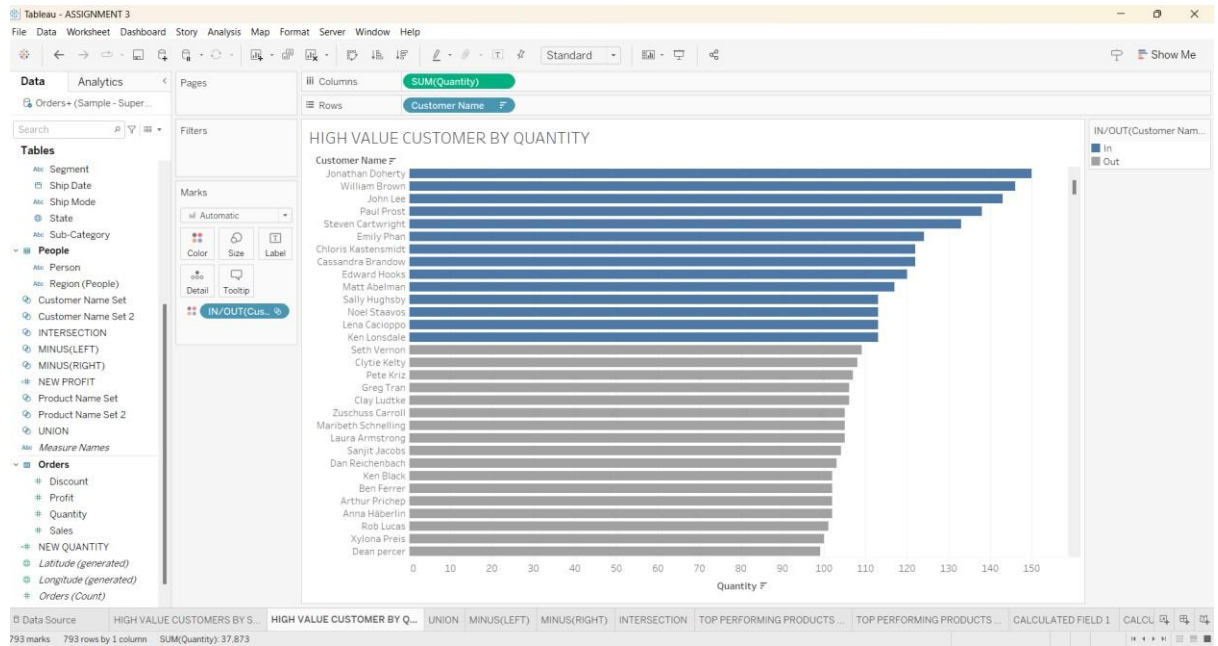 Tableau - ASSIGNMENT 3
File Data Worksheet Dashboard Story Analysis Map Format Server Window Help
Standard
Show Me
Data Analytics
Pages
Columns SUM(Quantity)
Orders+ (Sample - Super...
Rows Customer Name
Search
Tables
Abc Segment
Ship Date
Abc Ship Mode
State
Abc Sub-Category
People
Abc Person
Abc Region (People)
Customer Name Set
Customer Name Set 2
INTERSECTION
MINUS(LEFT)
MINUS(RIGHT)
=# NEW PROFIT
Product Name Set
Product Name Set 2
UNION
Abc Measure Names
Orders
# Discount
# Profit
# Quantity
# Sales
=# NEW QUANTITY
Latitude (generated)
Longitude (generated)
# Orders (Count)
Filters
Marks
Automatic
Color Size Label
Detail Tooltip
IN/OUT(Cus..
HIGH VALUE CUSTOMER BY QUANTITY
Customer Name
Jonathan Doherty
William Brown
John Lee
Paul Prost
Steven Cartwright
Emily Phan
Chloris Kastensmidt
Cassandra Brandow
Edward Hooks
Matt Abelman
Sally Hughsby
Noel Staavos
Lena Cacioppo
Ken Lonsdale
Seth Vernon
Clytie Kelty
Pete Kriz
Greg Tran
Clay Ludtke
Zuschuss Carroll
Maribeth Schnelling
Laura Armstrong
Sanjit Jacobs
Dan Reichenbach
Ken Black
Ben Ferrer
Arthur Prichep
Anna Häberlin
Rob Lucas
Xylona Preis
Dean percer
0 10 20 30 40 50 60 70 80 90 100 110 120 130 140 150
Quantity
IN/OUT(Customer Nam...
In
Out
Data Source HIGH VALUE CUSTOMERS BY S... HIGH VALUE CUSTOMER BY Q... UNION MINUS(LEFT) MINUS(RIGHT) INTERSECTION TOP PERFORMING PRODUCTS ... TOP PERFORMING PRODUCTS ... CALCULATED FIELD 1 CALCU
793 marks 793 rows by 1 column SUM(Quantity): 37,873